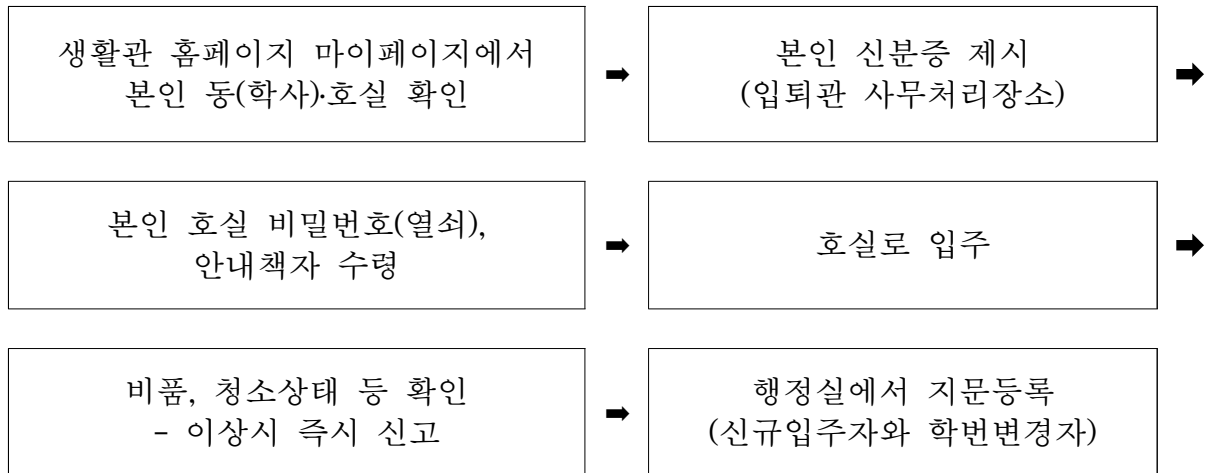 생활관 홈페이지 마이페이지에서
본인 동(학사)·호실 확인
➡
본인 신분증 제시
(입퇴관 사무처리장소)
➡
본인 호실 비밀번호(열쇠),
안내책자 수령
➡
호실로 입주
➡
비품, 청소상태 등 확인
- 이상시 즉시 신고
➡
행정실에서 지문등록
(신규입주자와 학번변경자)